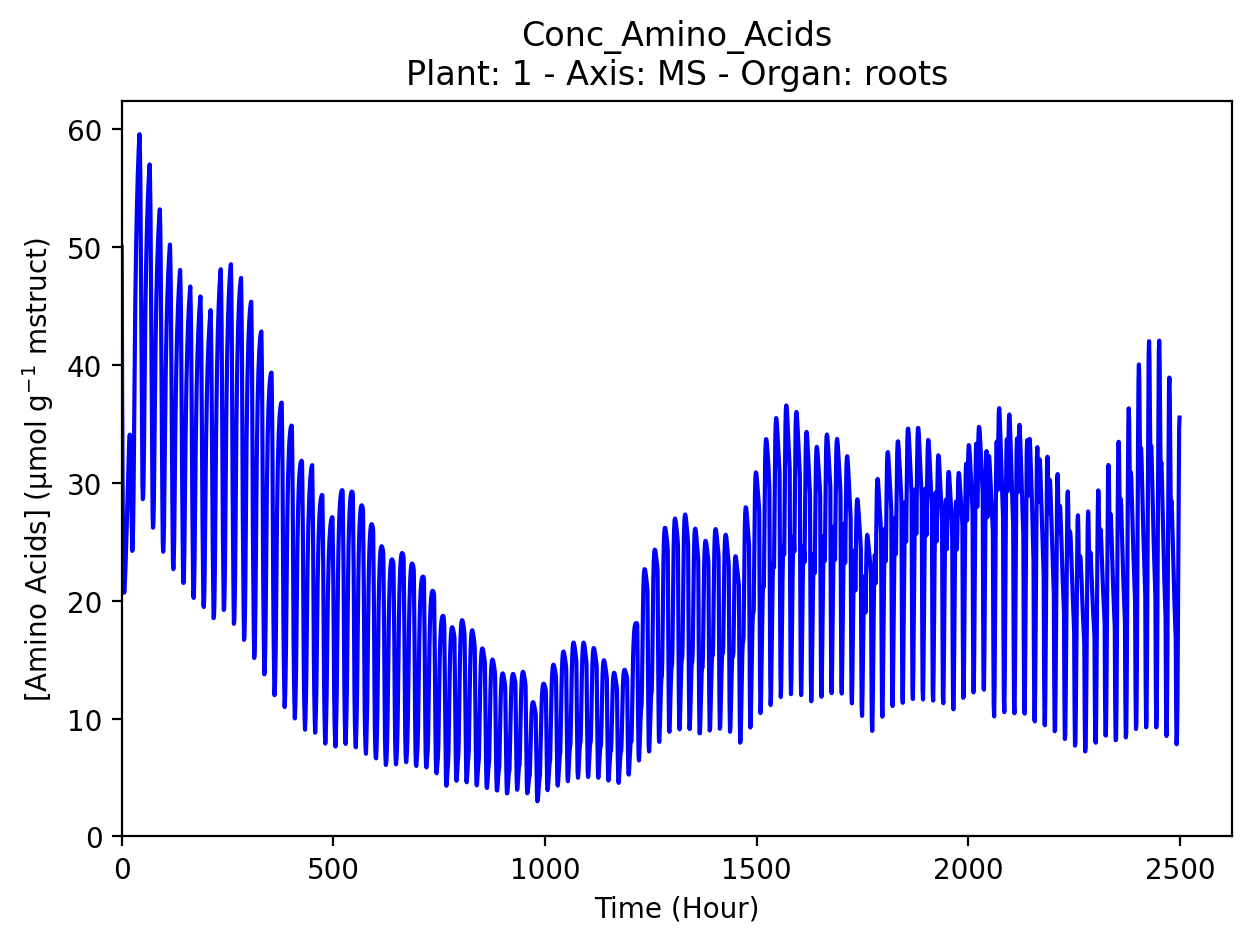 Conc_Amino_Acids
Plant: 1 - Axis: MS - Organ: roots
[Amino Acids] (µmol g⁻¹ mstruct)
60
50
40
30
20
10
0
0 500 1000 1500 2000 2500
Time (Hour)